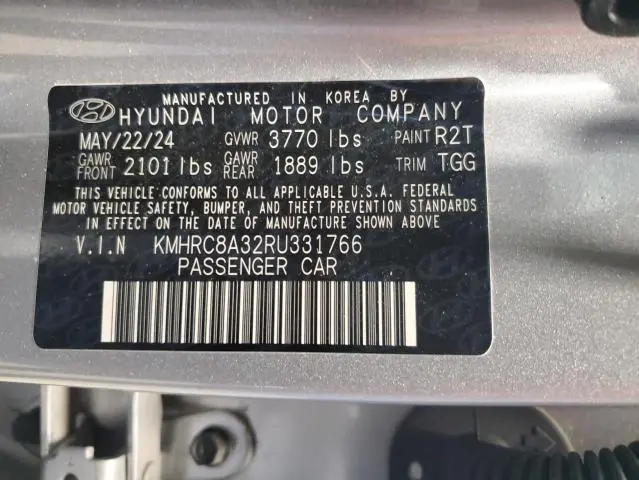 MANUFACTURED IN KOREA BY
HYUNDAI MOTOR COMPANY
MAY/22/24 GVWR 3770 lbs PAINT R2T
GAWR FRONT 2101 lbs GAWR REAR 1889 lbs TRIM TGG
THIS VEHICLE CONFORMS TO ALL APPLICABLE U.S.A. FEDERAL
MOTOR VEHICLE SAFETY, BUMPER, AND THEFT PREVENTION STANDARDS
IN EFFECT ON THE DATE OF MANUFACTURE SHOWN ABOVE.
V.I.N KMHRC8A32RU331766
PASSENGER CAR